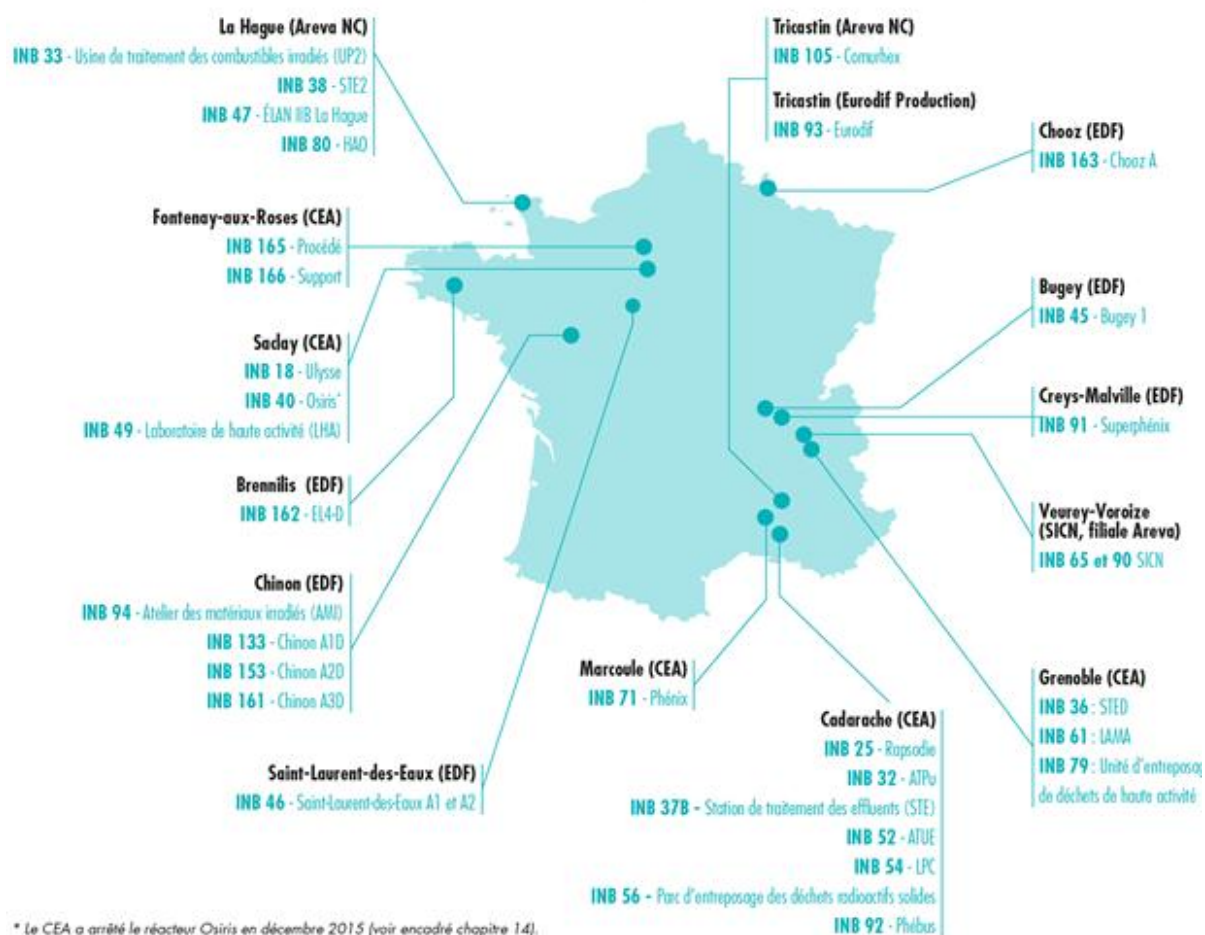 La Hague (Areva NC)
INB 33 - Usine de traitement des combustibles irradiés (UP2)
INB 38 - STE2
INB 47 - ÉLAN IIB La Hague
INB 80 - HAO
Fontenay-aux-Roses (CEA)
INB 165 - Procédé
INB 166 - Support
Saclay (CEA)
INB 18 - Ulysse
INB 40 - Osiris*
INB 49 - Laboratoire de haute activité (LHA)
Brennilis (EDF)
INB 162 - EL4-D
Chinon (EDF)
INB 94 - Atelier des matériaux irradiés (AMI)
INB 133 - Chinon A1D
INB 153 - Chinon A2D
INB 161 - Chinon A3D
Saint-Laurent-des-Eaux (EDF)
INB 46 - Saint-Laurent-des-Eaux A1 et A2
Tricastin (Areva NC)
INB 105 - Comurhex
Tricastin (Eurodif Production)
INB 93 - Eurodif
Chooz (EDF)
INB 163 - Chooz A
Bugey (EDF)
INB 45 - Bugey 1
Creys-Malville (EDF)
INB 91 - Superphénix
Veurey-Voroize
(SICN, filiale Areva)
INB 65 et 90 SICN
Grenoble (CEA)
INB 36 : STED
INB 61 : LAMA
INB 79 : Unité d'entreposag
de déchets de haute activité
Marcoule (CEA)
INB 71 - Phénix
Cadarache (CEA)
INB 25 - Rapsodie
INB 32 - ATPu
INB 37B - Station de traitement des effluents (STE)
INB 52 - ATUE
INB 54 - LPC
INB 56 - Parc d'entreposage des déchets radioactifs solides
INB 92 - Phébus
* Le CEA a arrêté le réacteur Osiris en décembre 2015 (voir encadré chapitre 14).